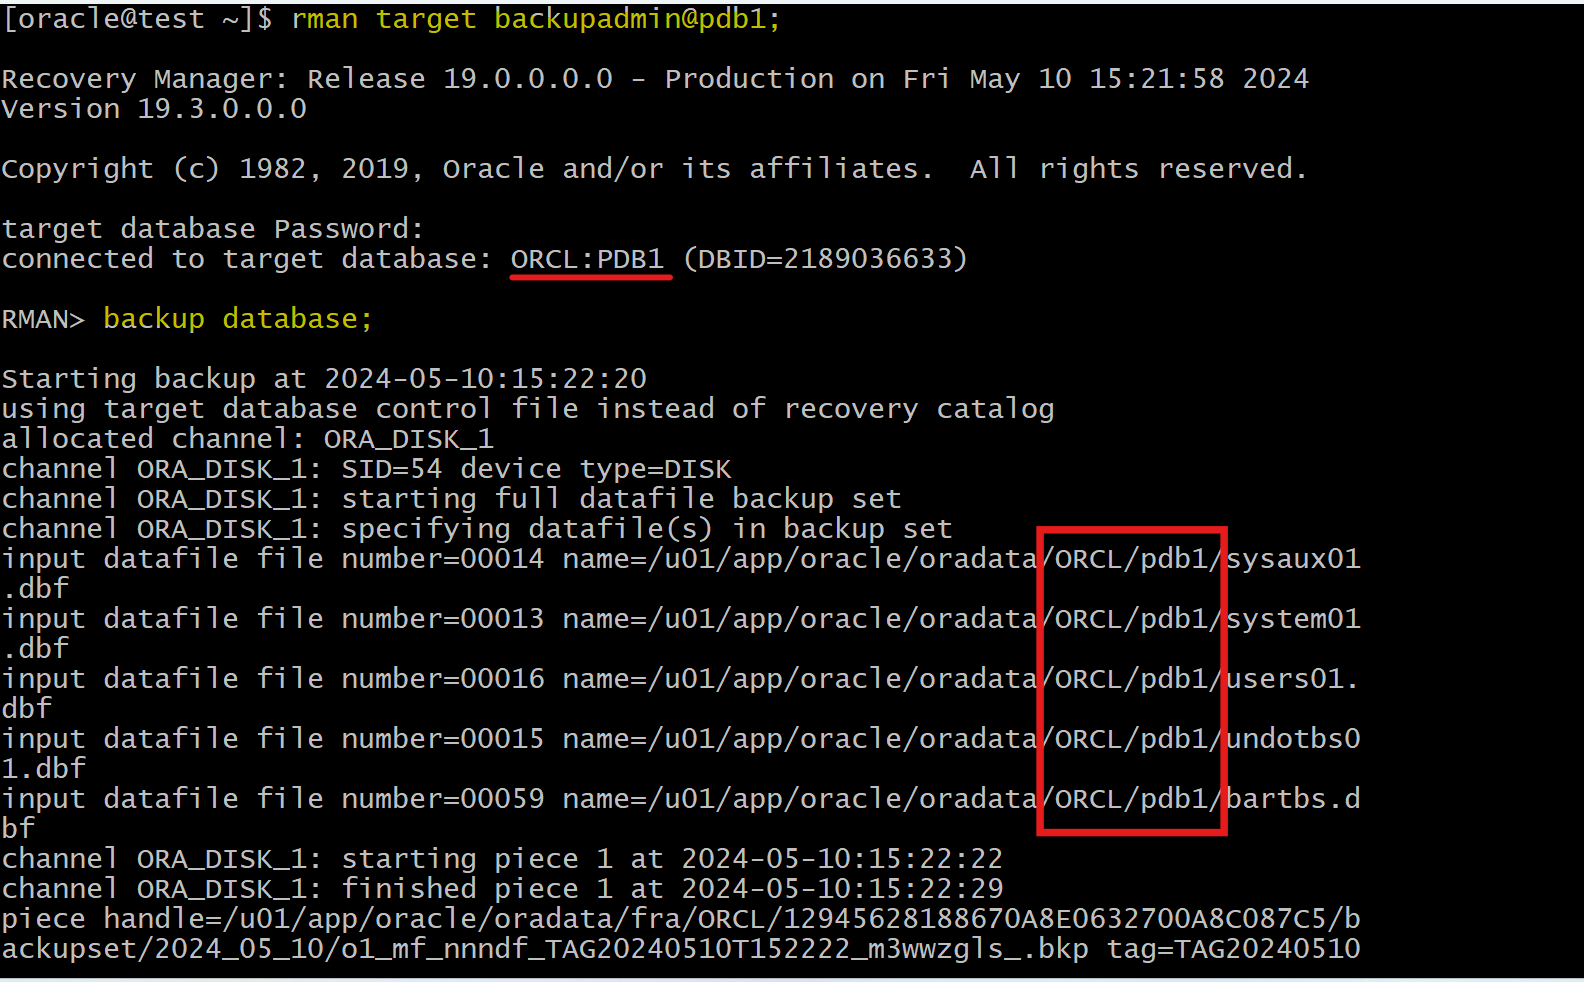 [oracle@test ~]$ rman target backupadmin@pdb1;
Recovery Manager: Release 19.0.0.0.0 - Production on Fri May 10 15:21:58 2024
Version 19.3.0.0.0
Copyright (c) 1982, 2019, Oracle and/or its affiliates.  All rights reserved.
target database Password:
connected to target database: ORCL:PDB1 (DBID=2189036633)
RMAN> backup database;
Starting backup at 2024-05-10:15:22:20
using target database control file instead of recovery catalog
allocated channel: ORA_DISK_1
channel ORA_DISK_1: SID=54 device type=DISK
channel ORA_DISK_1: starting full datafile backup set
channel ORA_DISK_1: specifying datafile(s) in backup set
input datafile file number=00014 name=/u01/app/oracle/oradata/ORCL/pdb1/sysaux01
.dbf
input datafile file number=00013 name=/u01/app/oracle/oradata/ORCL/pdb1/system01
.dbf
input datafile file number=00016 name=/u01/app/oracle/oradata/ORCL/pdb1/users01.
dbf
input datafile file number=00015 name=/u01/app/oracle/oradata/ORCL/pdb1/undotbs0
1.dbf
input datafile file number=00059 name=/u01/app/oracle/oradata/ORCL/pdb1/bartbs.d
bf
channel ORA_DISK_1: starting piece 1 at 2024-05-10:15:22:22
channel ORA_DISK_1: finished piece 1 at 2024-05-10:15:22:29
piece handle=/u01/app/oracle/oradata/fra/ORCL/12945628188670A8E0632700A8C087C5/b
ackupset/2024_05_10/o1_mf_nnndf_TAG20240510T152222_m3wwzgls_.bkp tag=TAG20240510